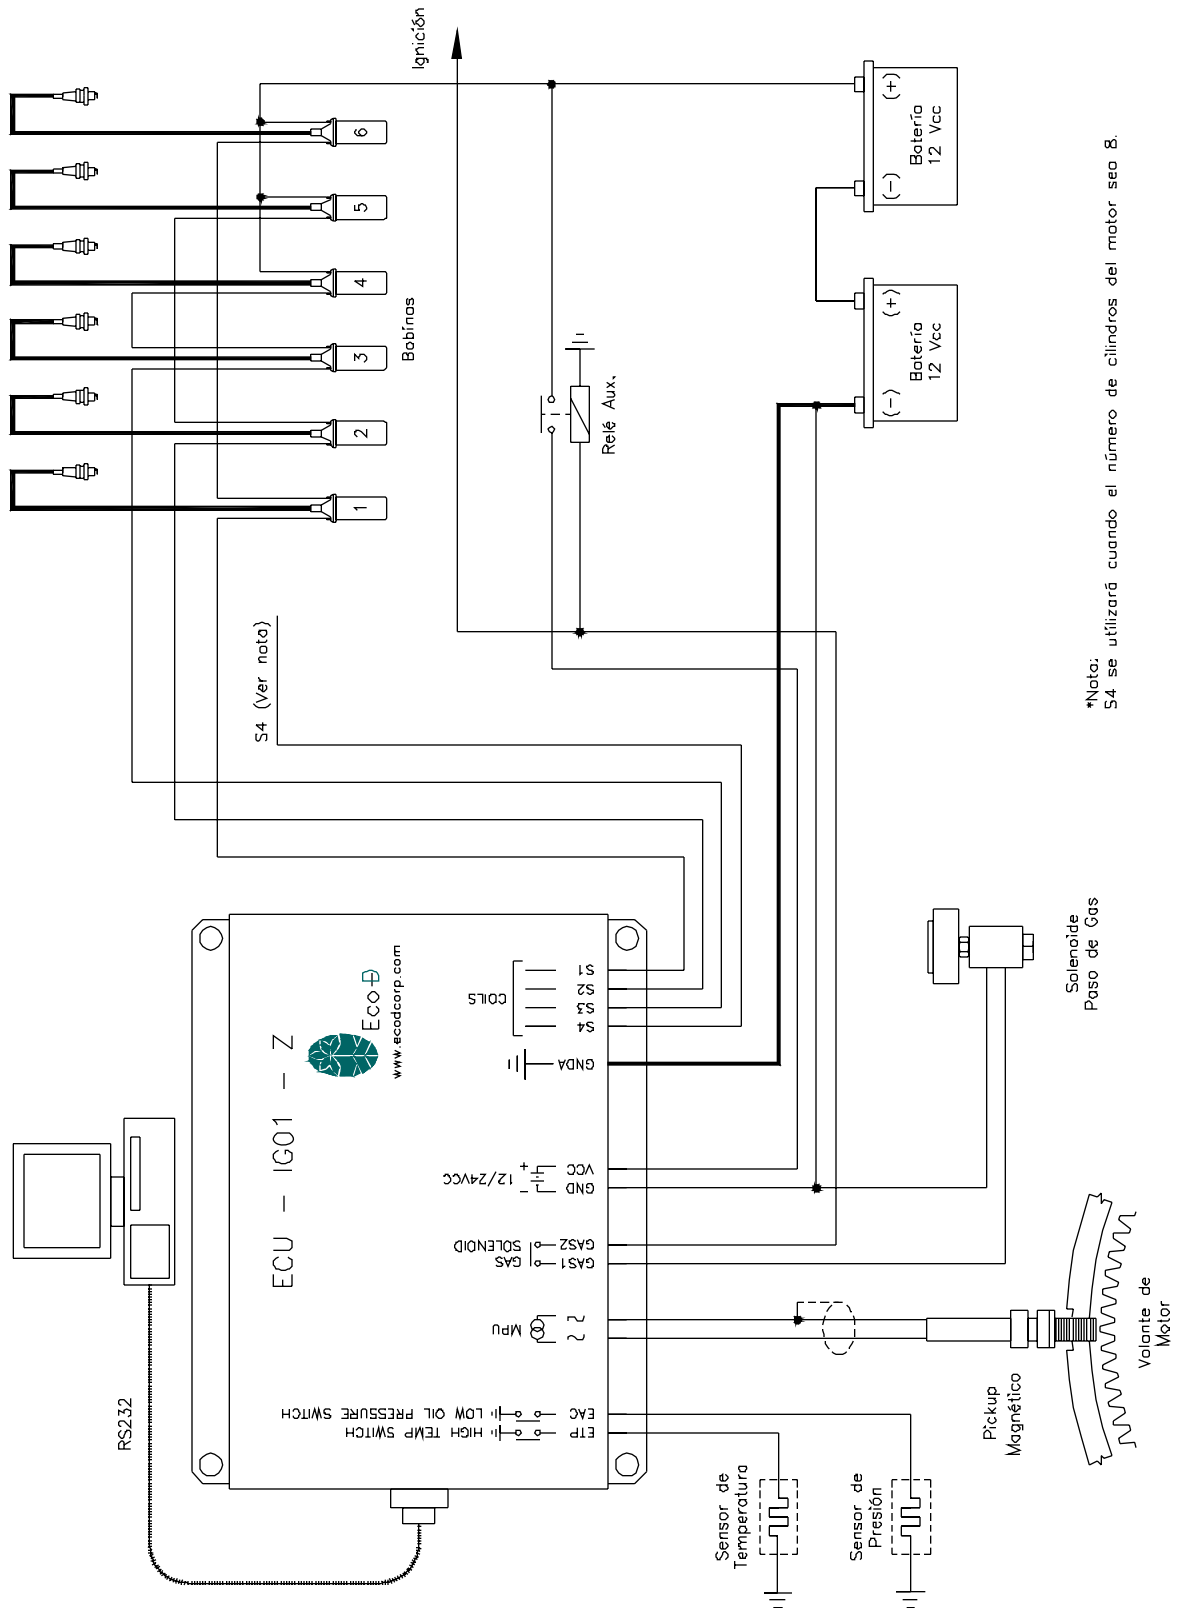 Ignición
6
5
4
3
2
1
Bobinas
(+)
Batería
12 Vcc
(-)
(+)
Batería
12 Vcc
(-)
Relé Aux.
S4 (Ver nota)
*Nota:
S4 se utilizará cuando el número de cilindros del motor sea 8.
ECU - IG01 - Z
Eco-D
www.ecodcorp.com
COILS
S1
S2
S3
S4
GNDA
12/24VCC
+
-
VCC
GND
GAS
SOLENOID
GAS2
GAS1
MPU
LOW OIL PRESSURE SWITCH
EAC
HIGH TEMP SWITCH
ETP
RS232
Solenoide
Paso de Gas
Volante de
Motor
Pickup
Magnético
Sensor de
Temperatura
Sensor de
Presión